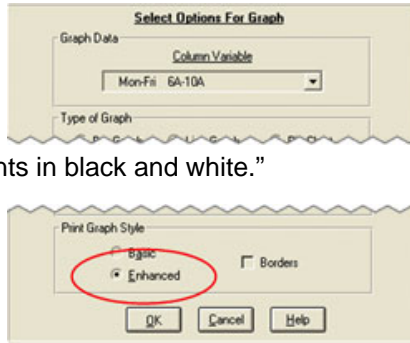 Select Options For Graph
Graph Data
Column Variable
Mon-Fri 6A-10A
Type of Graph
nts in black and white.”
Print Graph Style
Basic
Enhanced
Borders
OK Cancel Help